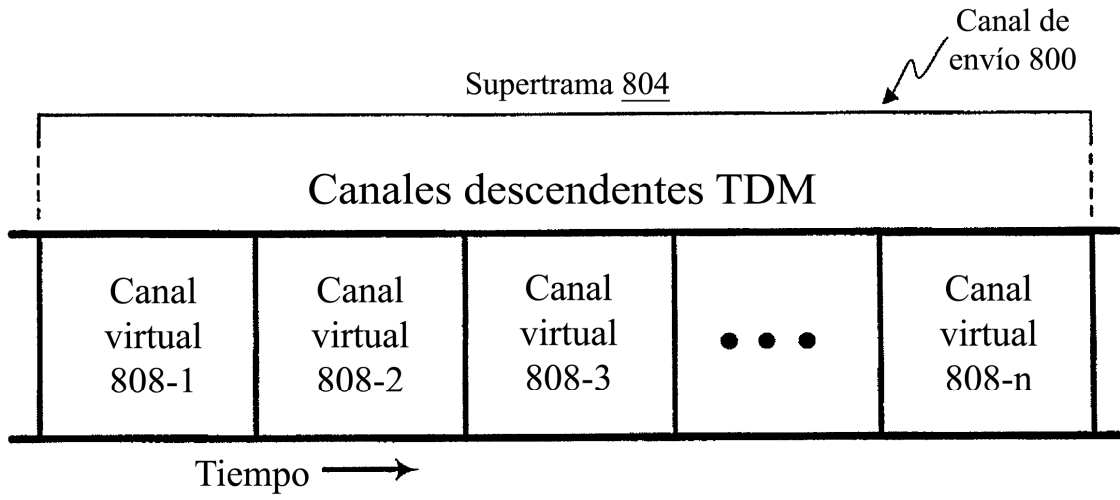 Canal de
envío 800
Supertrama 804
Canales descendentes TDM
Canal
virtual
808-1
Canal
virtual
808-2
Canal
virtual
808-3
Canal
virtual
808-n
Tiempo